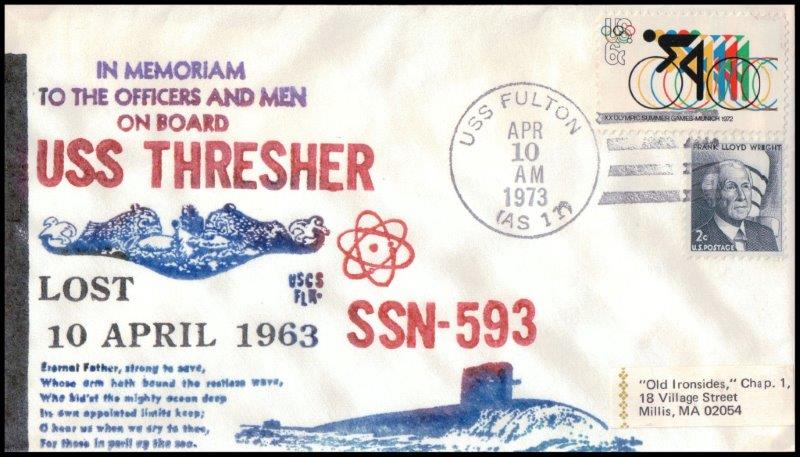 IN MEMORIAM
TO THE OFFICERS AND MEN
ON BOARD
USS THRESHER
LOST
10 APRIL 1963
USCS
FLR.
SSN-593
Eternal Father, strong to save,
Whose arm hath bound the restless wave,
Who bid'st the mighty ocean deep
Its own appointed limits keep;
O hear us when we cry to thee,
For those in peril on the sea.
USS FULTON
APR
10
AM
1973
(AS 11)
US
6c
XX OLYMPIC SUMMER GAMES·MUNICH 1972
FRANK LLOYD WRIGHT
2c
U.S. POSTAGE
"Old Ironsides," Chap. 1,
18 Village Street
Millis, MA 02054